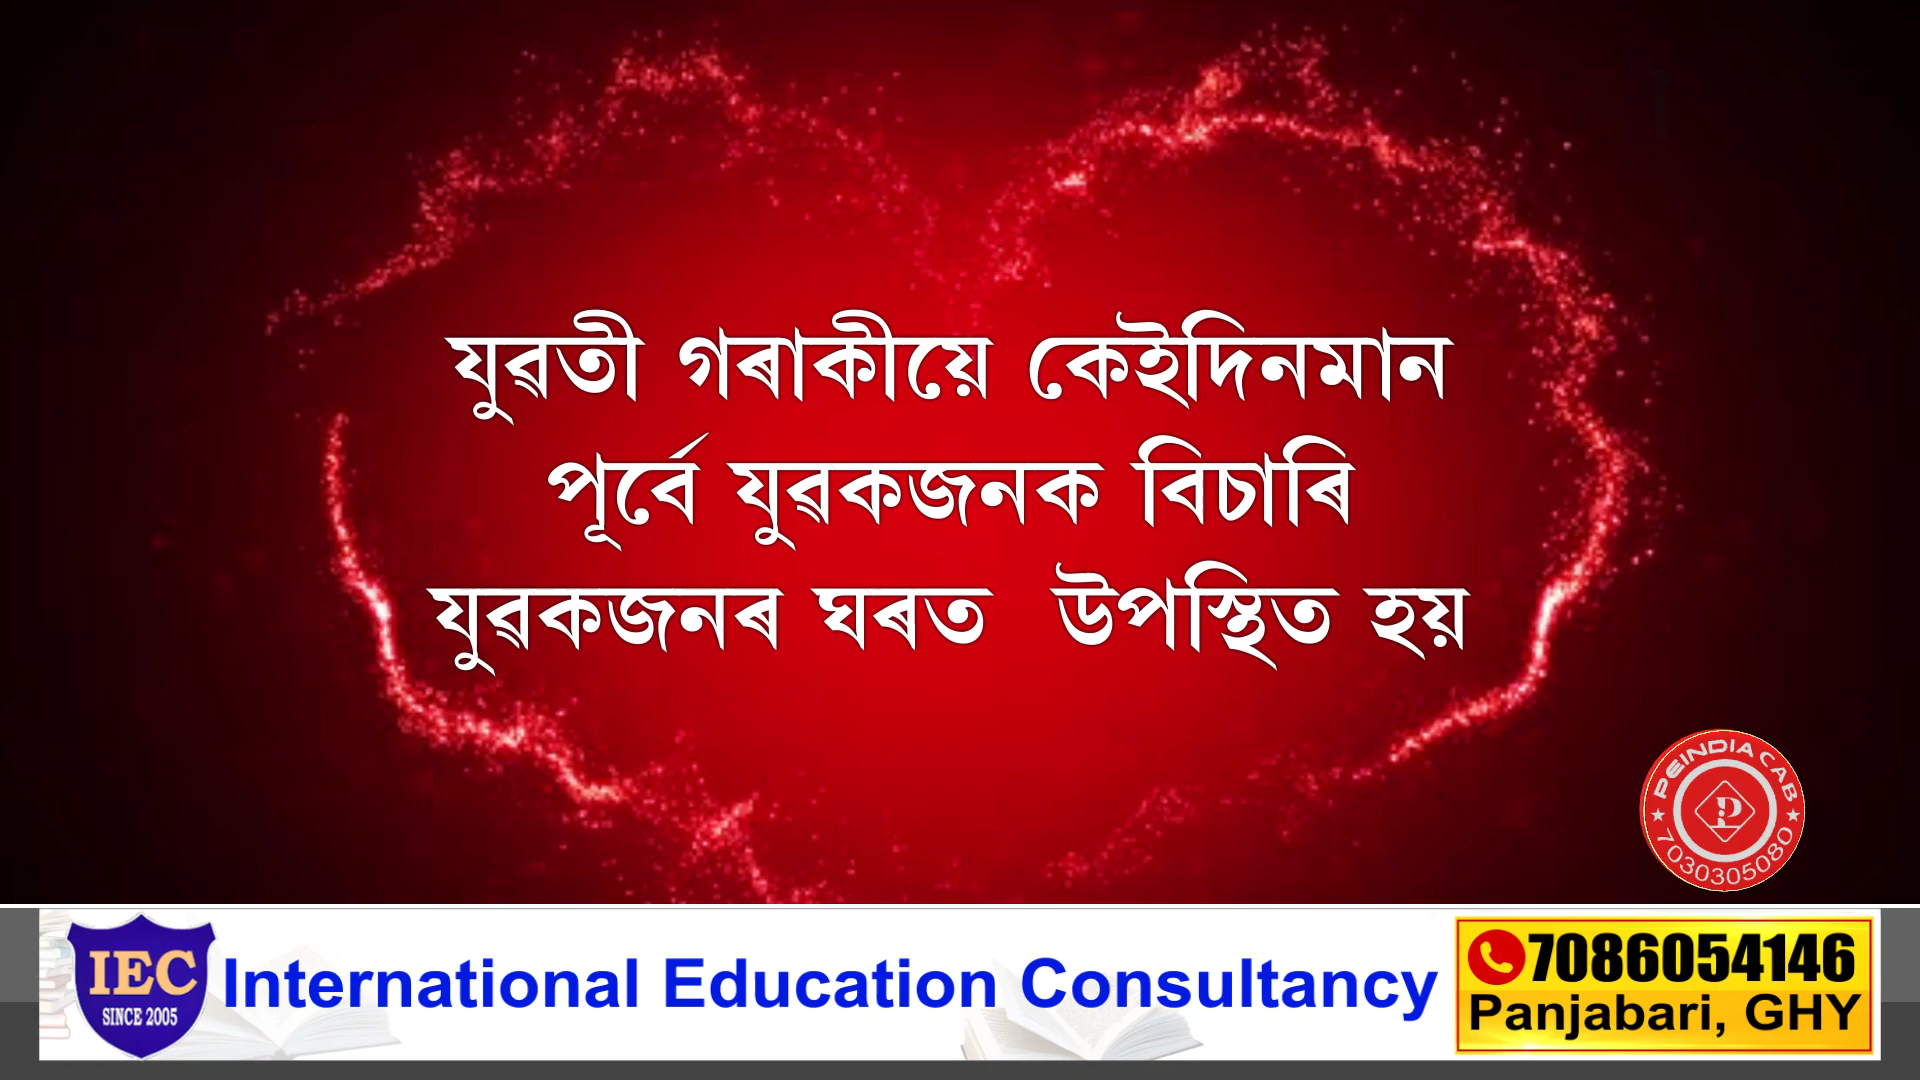 যুৱতী গৰাকীয়ে কেইদিনমান
পূৰ্বে যুৱকজনক বিচাৰি
যুৱকজনৰ ঘৰত উপস্থিত হয়
PEINDIA CAB
P
7030305080
IEC
SINCE 2005
International Education Consultancy
7086054146
Panjabari, GHY